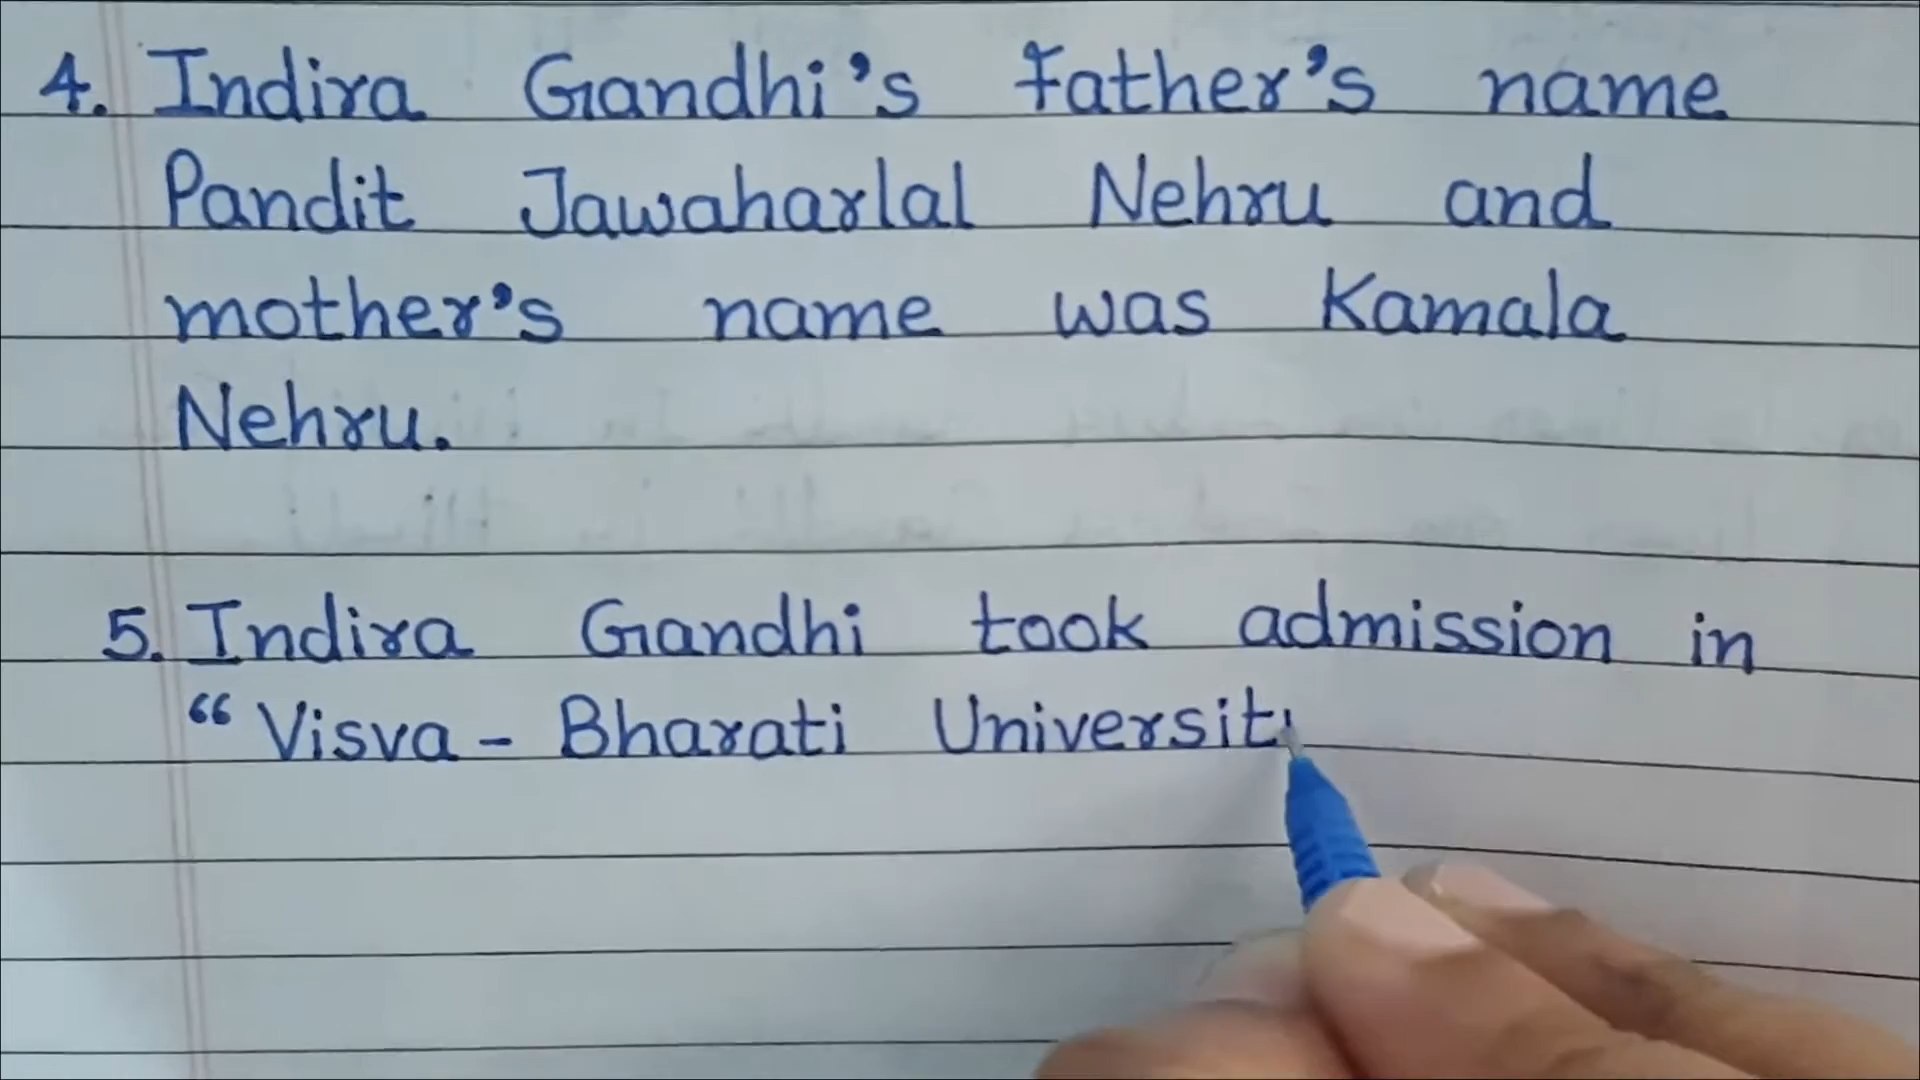 4. Indira Gandhi's father's name
Pandit Jawaharlal Nehru and
mother's name was Kamala
Nehru.
5. Indira Gandhi took admission in
“Visva - Bharati Universit